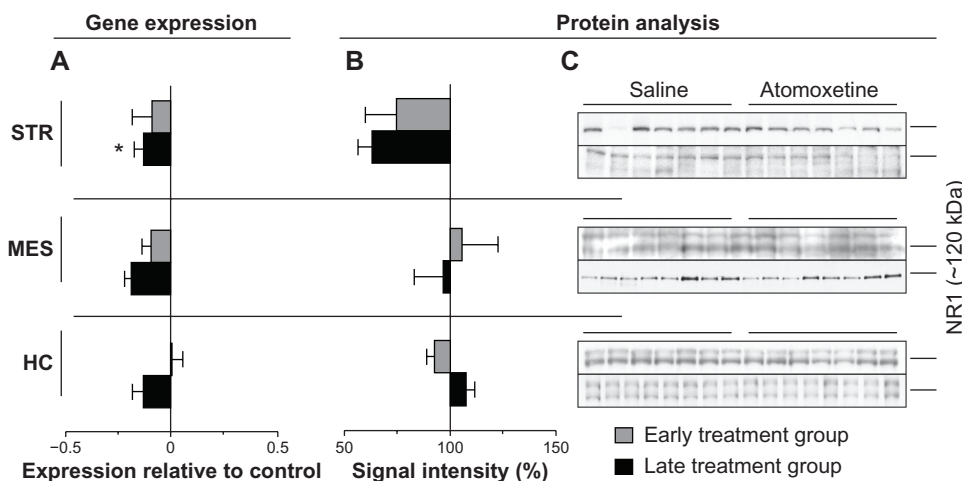 Gene expression
Protein analysis
A
B
C
Saline
Atomoxetine
STR
*
MES
HC
NR1 (~120 kDa)
−0.5
0
0.5
50
100
150
Expression relative to control
Signal intensity (%)
Early treatment group
Late treatment group